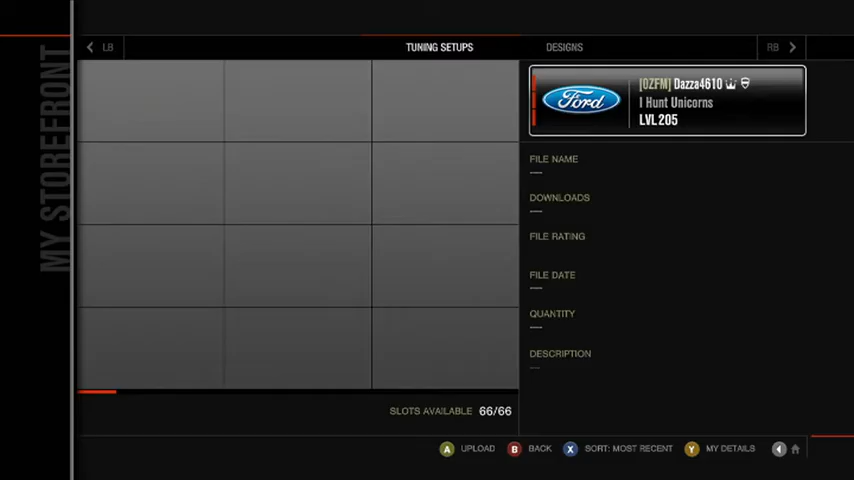 MY STOREFRONT
LB
TUNING SETUPS
DESIGNS
RB
Ford
[OZFM] Dazza4610
I Hunt Unicorns
LVL 205
FILE NAME
---
DOWNLOADS
---
FILE RATING
FILE DATE
---
QUANTITY
---
DESCRIPTION
---
SLOTS AVAILABLE 66/66
A UPLOAD B BACK X SORT: MOST RECENT Y MY DETAILS